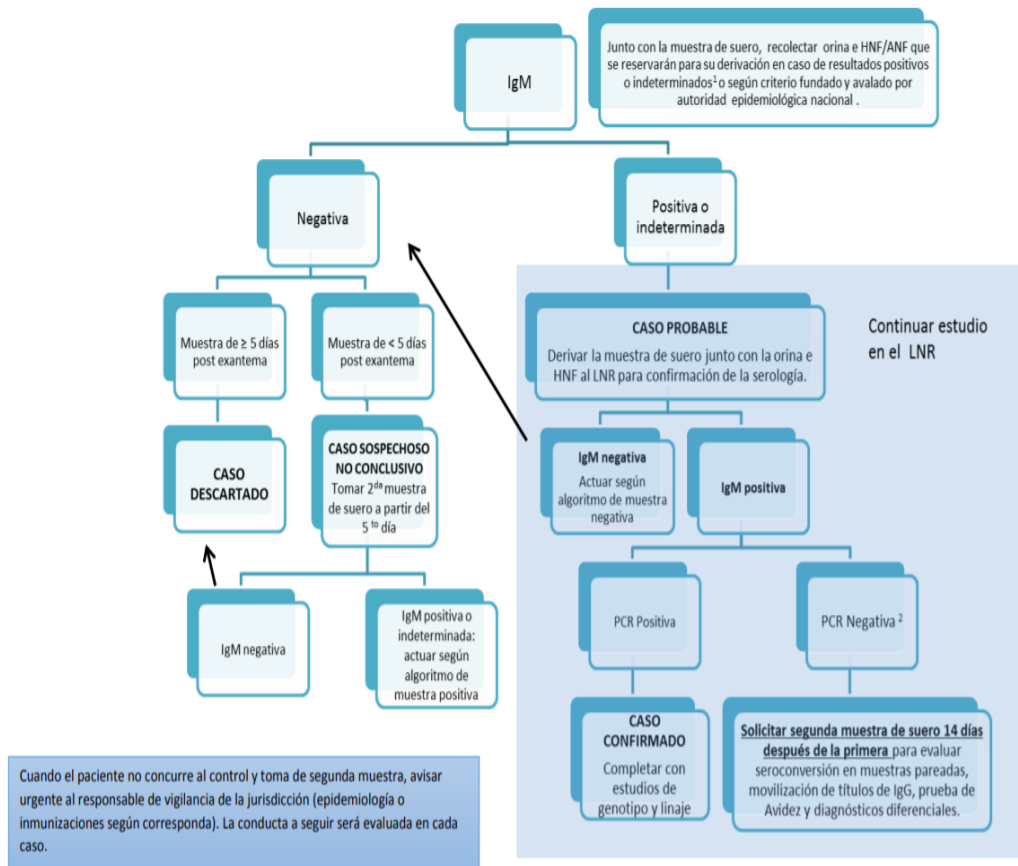 IgM
Junto con la muestra de suero, recolectar orina e HNF/ANF que
se reservarán para su derivación en caso de resultados positivos
o indeterminados¹ o según criterio fundado y avalado por
autoridad epidemiológica nacional .
Negativa
Positiva o
indeterminada
Muestra de ≥ 5 días
post exantema
Muestra de < 5 días
post exantema
CASO PROBABLE
Derivar la muestra de suero junto con la orina e
HNF al LNR para confirmación de la serología.
Continuar estudio
en el LNR
CASO
DESCARTADO
CASO SOSPECHOSO
NO CONCLUSIVO
Tomar 2da muestra
de suero a partir del
5 to día
IgM negativa
Actuar según
algoritmo de muestra
negativa
IgM positiva
IgM negativa
IgM positiva o
indeterminada:
actuar según
algoritmo de
muestra positiva
PCR Positiva
PCR Negativa ²
CASO
CONFIRMADO
Completar con
estudios de
genotipo y linaje
Solicitar segunda muestra de suero 14 días
después de la primera para evaluar
seroconversión en muestras pareadas,
movilización de títulos de IgG, prueba de
Avidez y diagnósticos diferenciales.
Cuando el paciente no concurre al control y toma de segunda muestra, avisar
urgente al responsable de vigilancia de la jurisdicción (epidemiología o
inmunizaciones según corresponda). La conducta a seguir será evaluada en cada
caso.